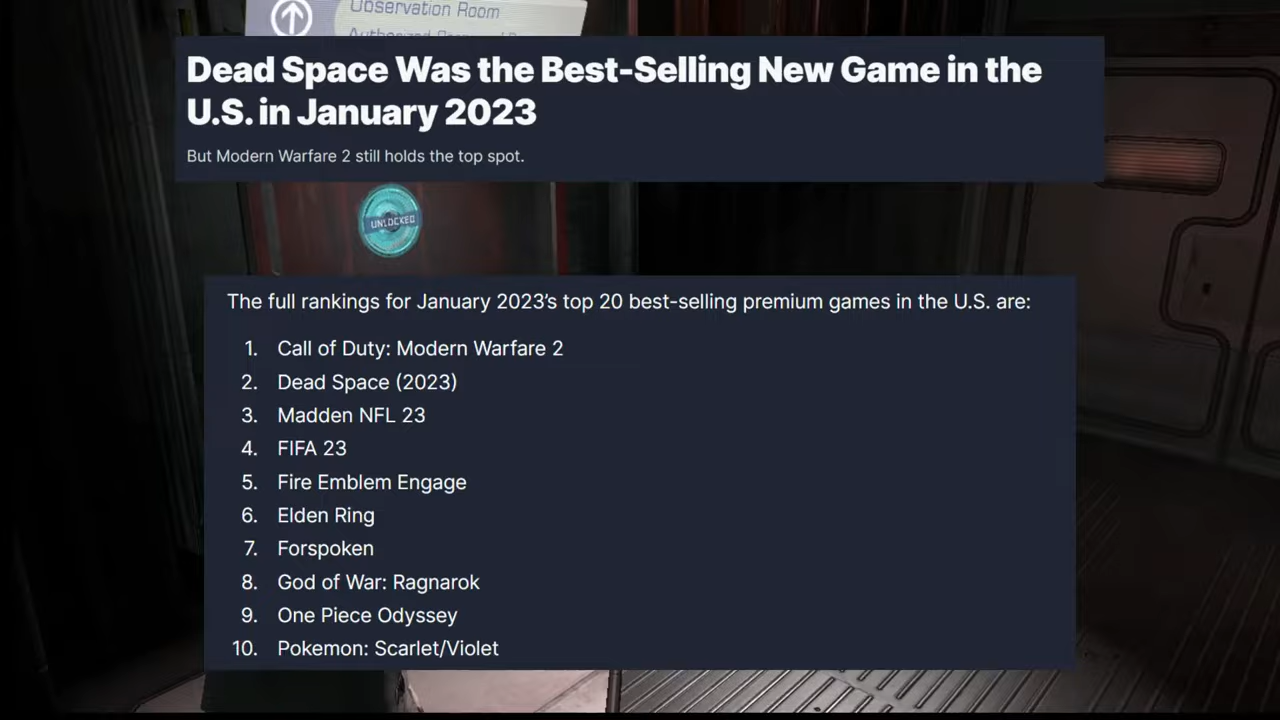 Observation Room
Dead Space Was the Best-Selling New Game in the
U.S. in January 2023
But Modern Warfare 2 still holds the top spot.
UNLOCKED
The full rankings for January 2023’s top 20 best-selling premium games in the U.S. are:
1. Call of Duty: Modern Warfare 2
2. Dead Space (2023)
3. Madden NFL 23
4. FIFA 23
5. Fire Emblem Engage
6. Elden Ring
7. Forspoken
8. God of War: Ragnarok
9. One Piece Odyssey
10. Pokemon: Scarlet/Violet